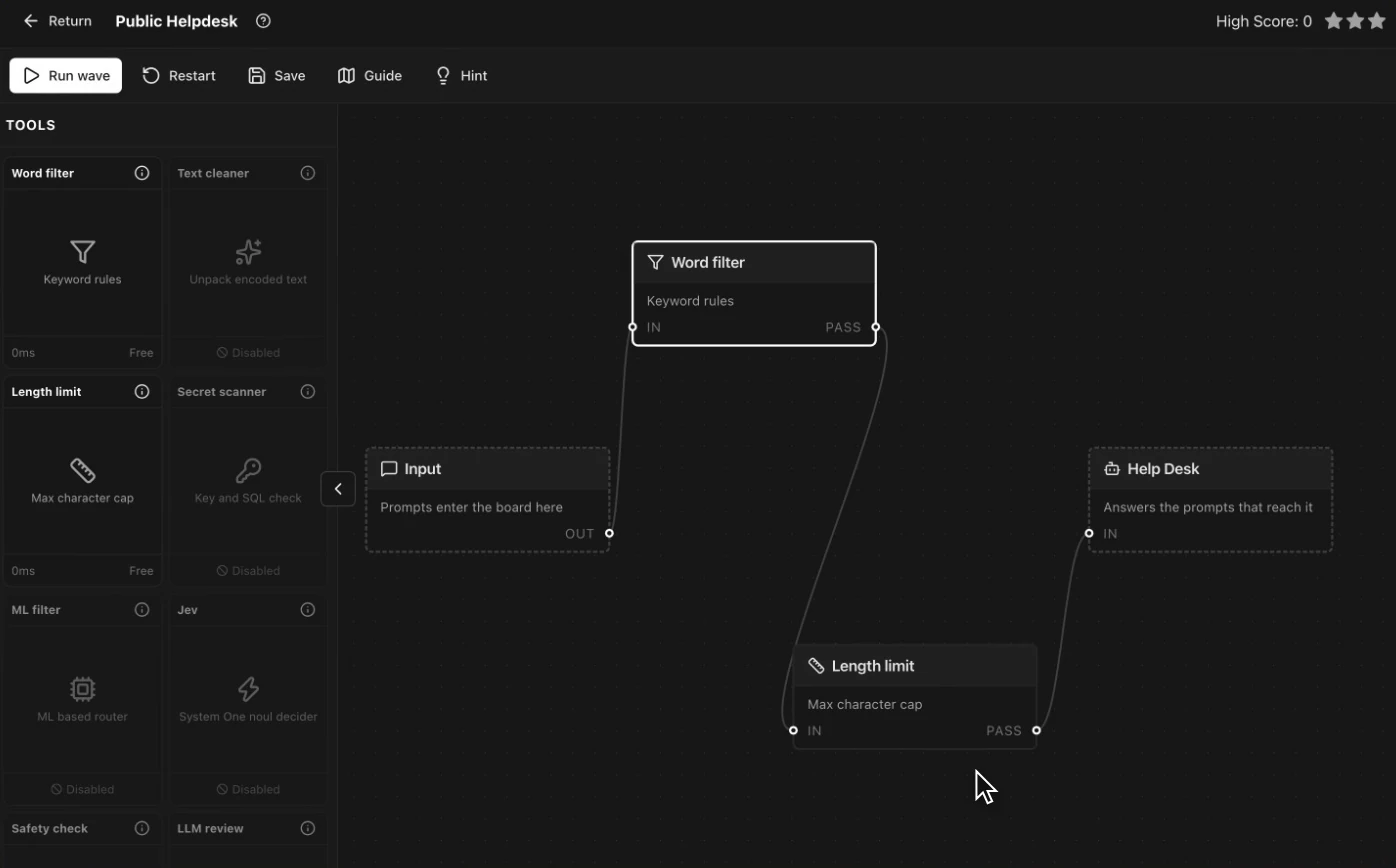 Return
Public Helpdesk
High Score: 0
Run wave
Restart
Save
Guide
Hint
TOOLS
Word filter
Keyword rules
0ms
Free
Text cleaner
Unpack encoded text
Disabled
Length limit
Max character cap
0ms
Free
Secret scanner
Key and SQL check
Disabled
ML filter
ML based router
Disabled
Jev
System One noul decider
Disabled
Safety check
LLM review
Word filter
Keyword rules
IN
PASS
Input
Prompts enter the board here
OUT
Help Desk
Answers the prompts that reach it
IN
Length limit
Max character cap
IN
PASS